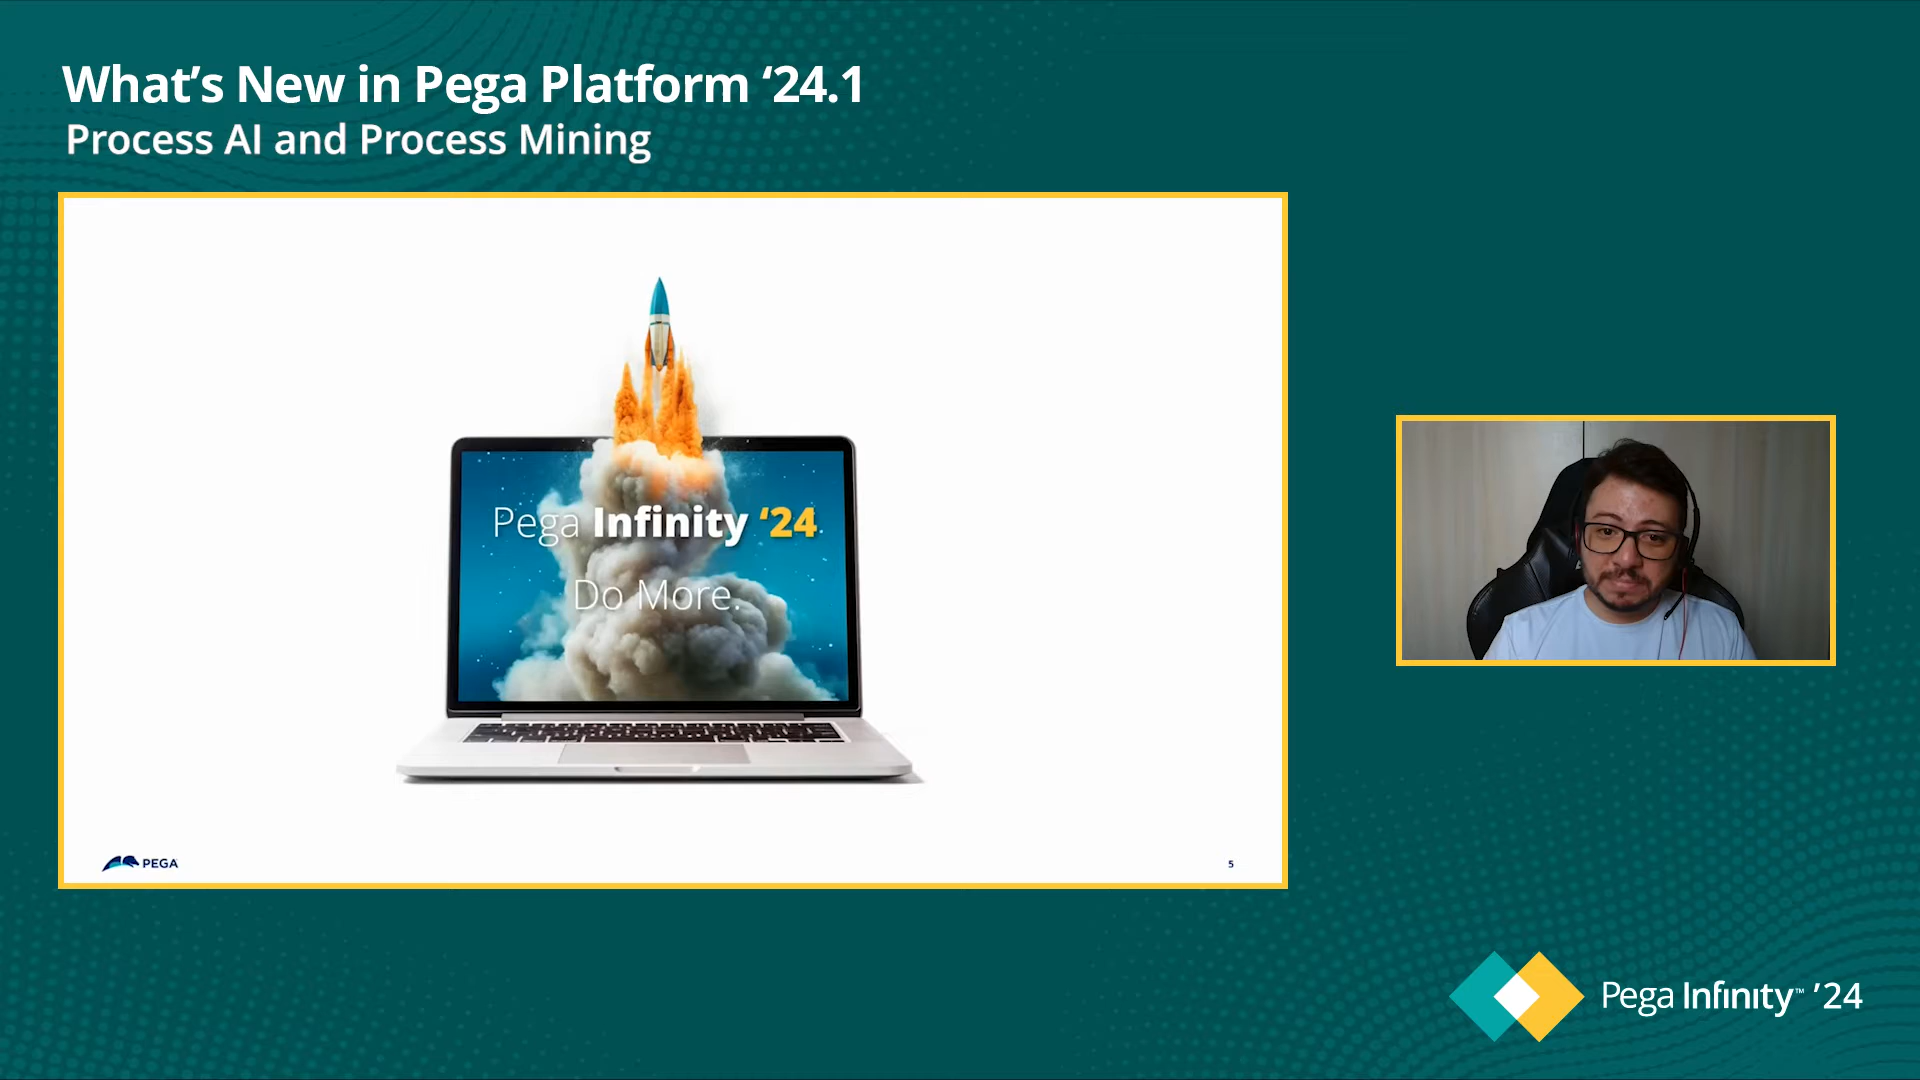 What’s New in Pega Platform ‘24.1
Process AI and Process Mining
Pega Infinity ‘24.
Do More.
PEGA
5
Pega Infinity™ ’24